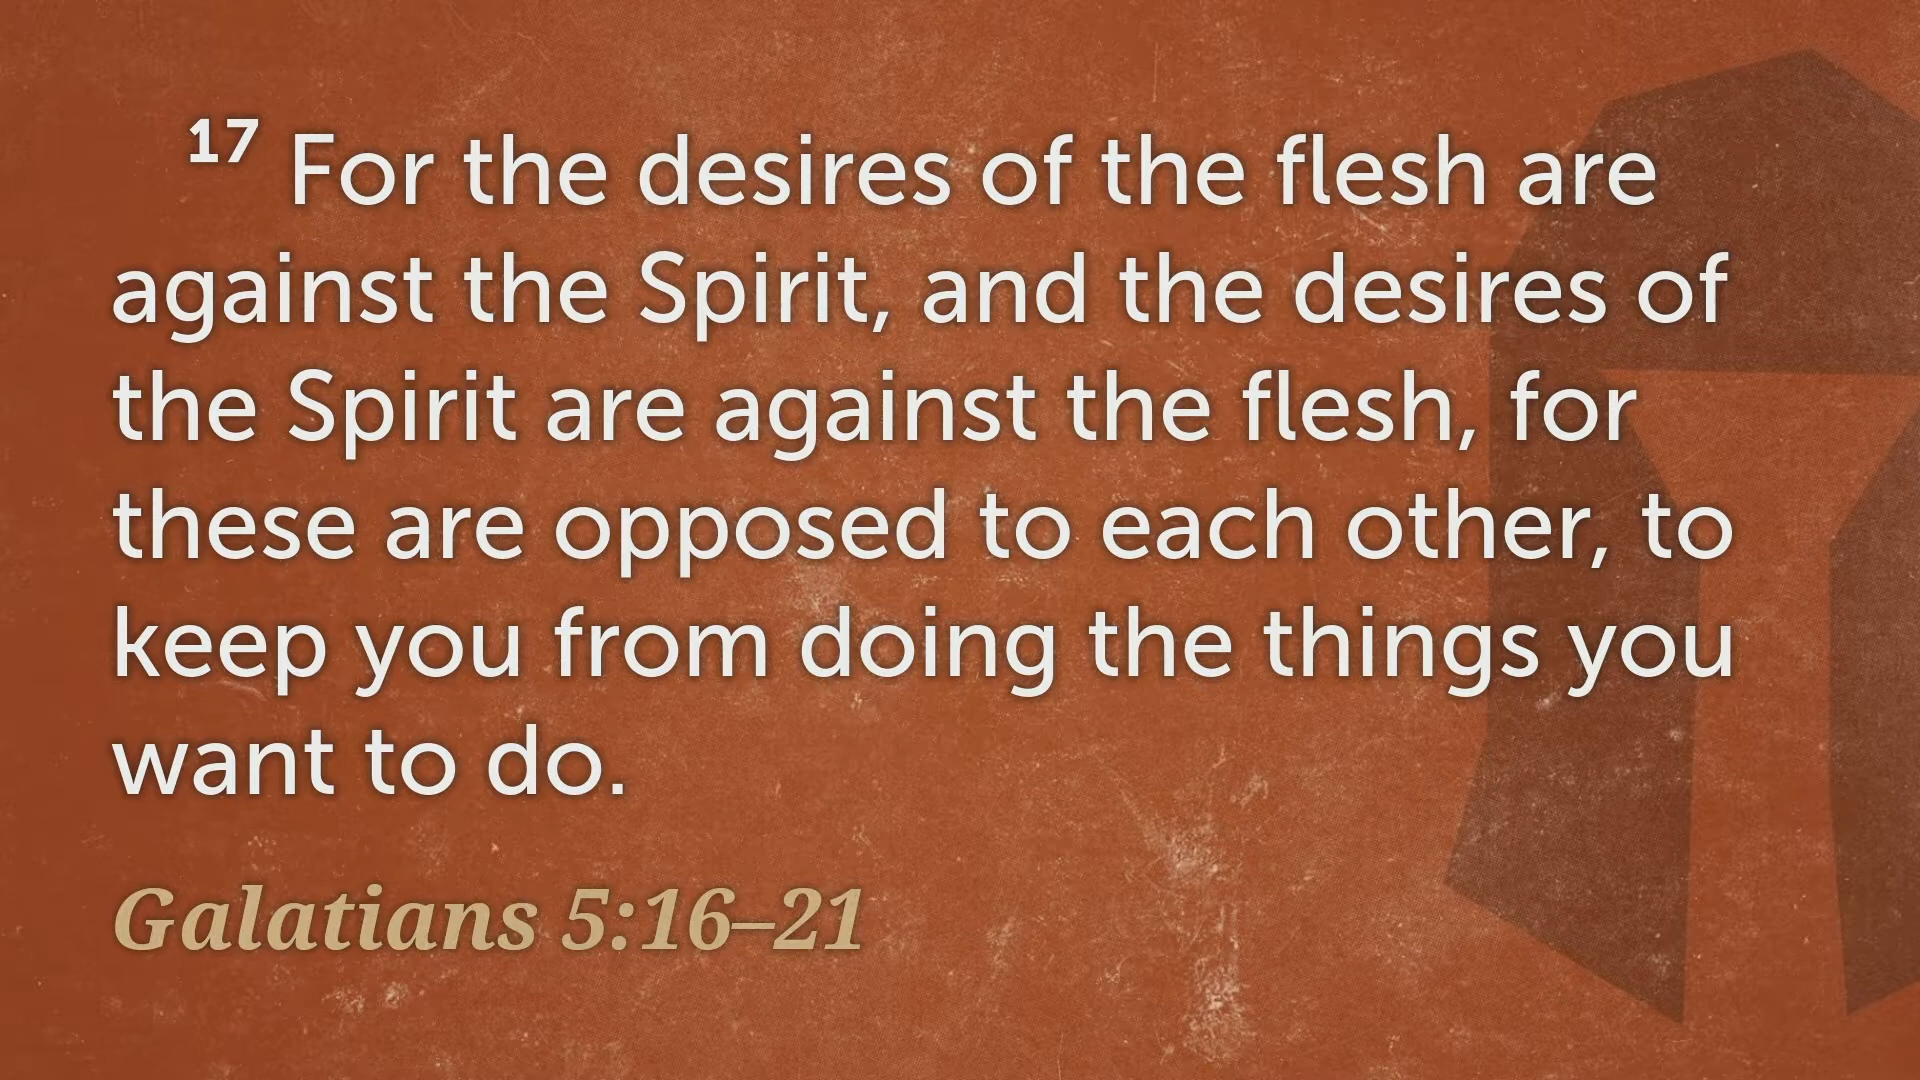 17 For the desires of the flesh are
against the Spirit, and the desires of
the Spirit are against the flesh, for
these are opposed to each other, to
keep you from doing the things you
want to do.
Galatians 5:16–21